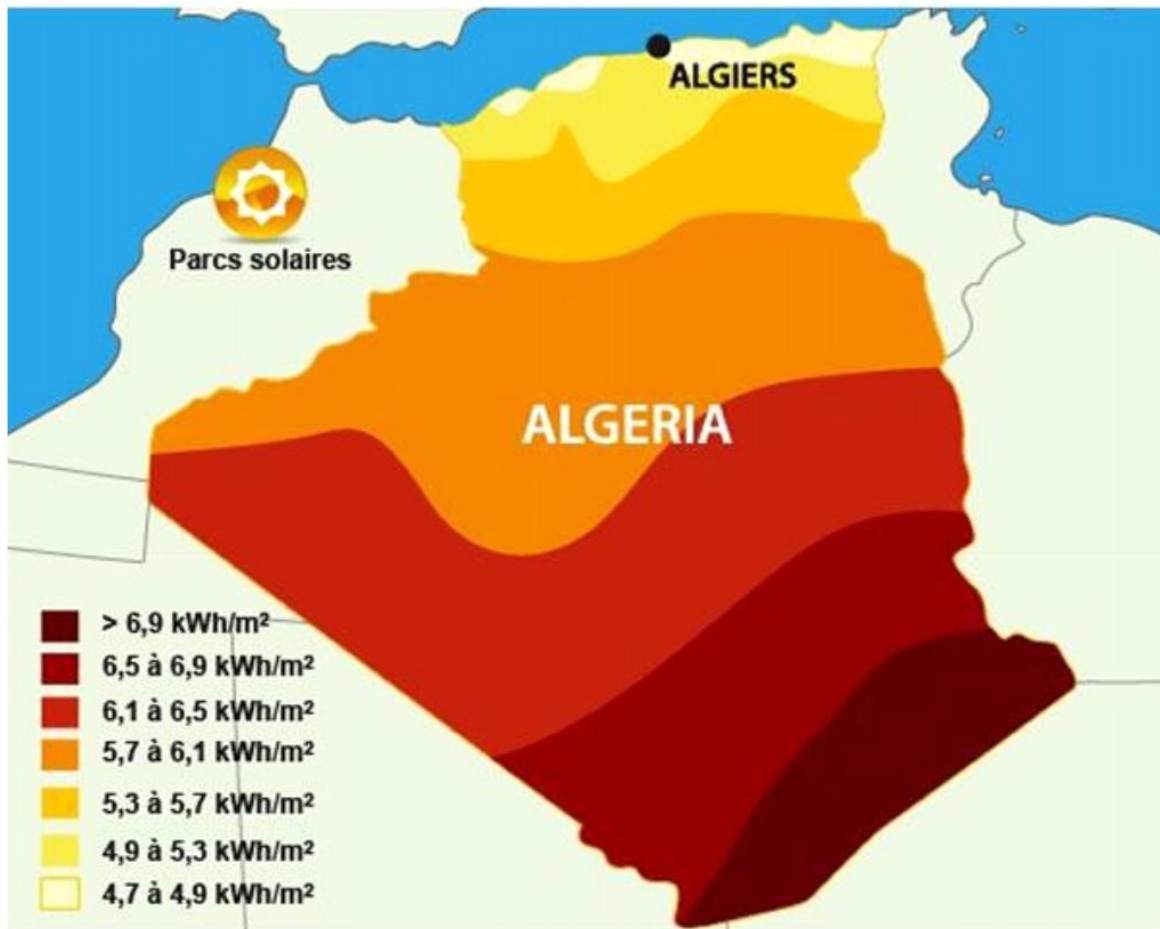 ALGIERS
Parcs solaires
ALGERIA
> 6,9 kWh/m²
6,5 à 6,9 kWh/m²
6,1 à 6,5 kWh/m²
5,7 à 6,1 kWh/m²
5,3 à 5,7 kWh/m²
4,9 à 5,3 kWh/m²
4,7 à 4,9 kWh/m²